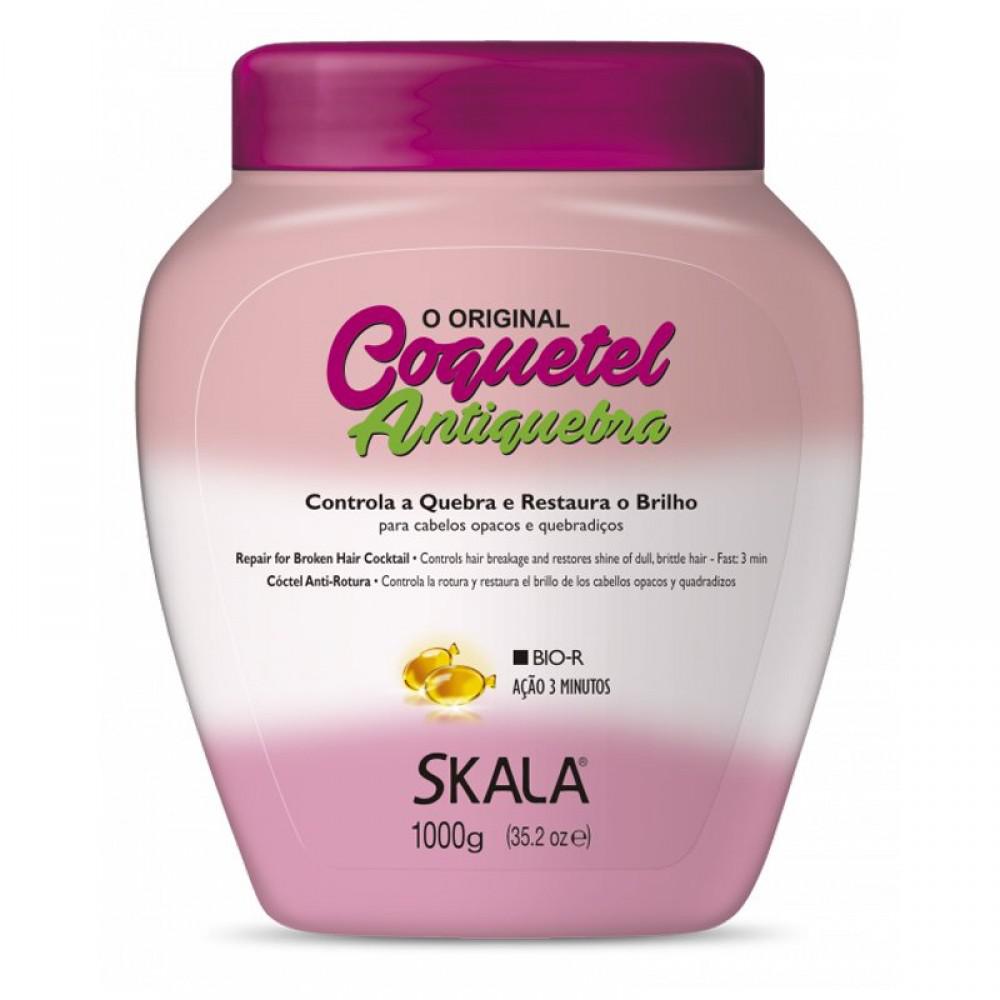 O ORIGINAL
Coquetel
Antiquebra
Controla a Quebra e Restaura o Brilho
para cabelos opacos e quebradiços
Repair for Broken Hair Cocktail • Controls hair breakage and restores shine of dull, brittle hair - Fast: 3 min
Cóctel Anti-Rotura • Controla la rotura y restaura el brillo de los cabellos opacos y quadradizos
■ BIO-R
AÇÃO 3 MINUTOS
SKALA®
1000g (35.2 oz ℮)